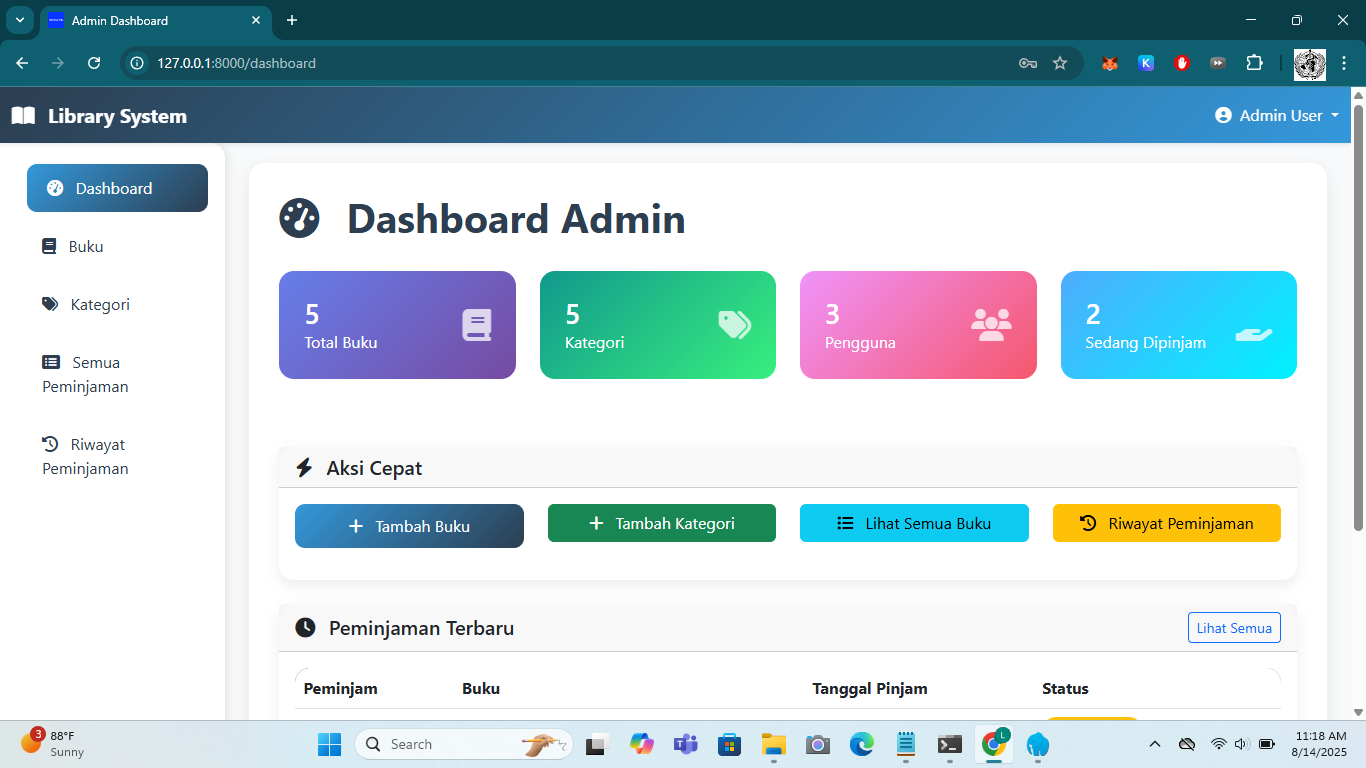 Admin Dashboard
127.0.0.1:8000/dashboard
Library System
Admin User
Dashboard
Buku
Kategori
Semua
Peminjaman
Riwayat
Peminjaman
Dashboard Admin
5
Total Buku
5
Kategori
3
Pengguna
2
Sedang Dipinjam
Aksi Cepat
Tambah Buku
Tambah Kategori
Lihat Semua Buku
Riwayat Peminjaman
Peminjaman Terbaru
Lihat Semua
Peminjam Buku Tanggal Pinjam Status
3
88°F
Sunny
Search
L
11:18 AM
8/14/2025